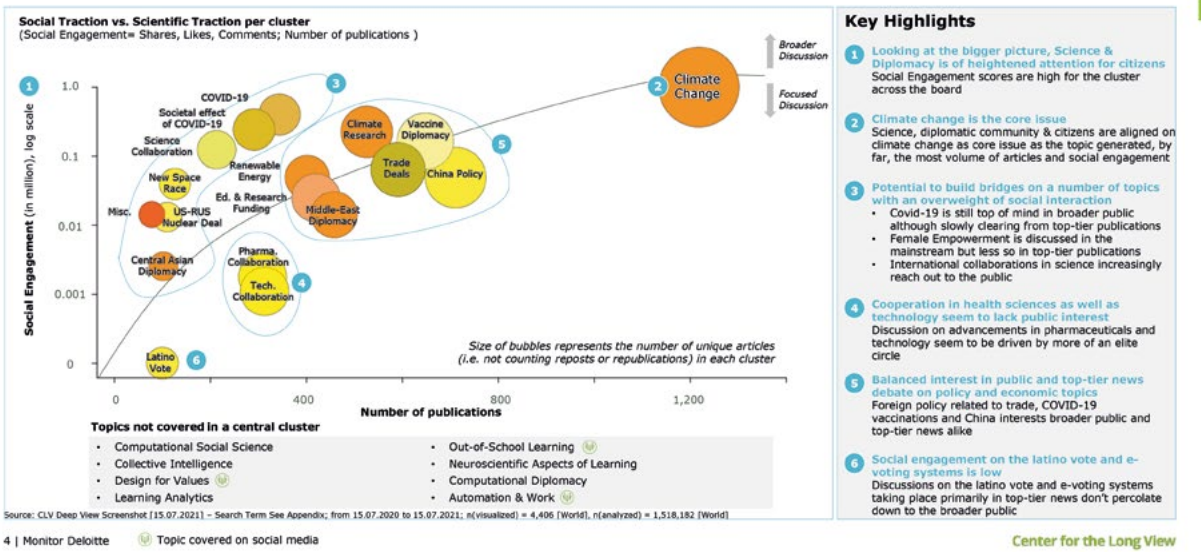 Social Traction vs. Scientific Traction per cluster
(Social Engagement= Shares, Likes, Comments; Number of publications )
1
Social Engagement (in million), log scale
1.0
0.1
0.01
0.001
0
Broader
Discussion
Focused
Discussion
2
Climate
Change
3
COVID-19
Societal effect
of COVID-19
Science
Collaboration
New Space
Race
Misc.
US-RUS
Nuclear Deal
Central Asian
Diplomacy
Climate
Research
Vaccine
Diplomacy
5
Trade
Deals
China Policy
Renewable
Energy
Ed. & Research
Funding
Middle-East
Diplomacy
Pharma.
Collaboration
Tech.
Collaboration
4
Latino
Vote
6
Size of bubbles represents the number of unique articles
(i.e. not counting reposts or republications) in each cluster
0
400
800
1,200
Number of publications
Topics not covered in a central cluster
• Computational Social Science
• Collective Intelligence
• Design for Values
• Learning Analytics
• Out-of-School Learning
• Neuroscientific Aspects of Learning
• Computational Diplomacy
• Automation & Work
Source: CLV Deep View Screenshot [15.07.2021] – Search Term See Appendix; from 15.07.2020 to 15.07.2021; n(visualized) = 4,406 [World], n(analyzed) = 1,518,182 [World]
4 | Monitor Deloitte
Topic covered on social media
Key Highlights
1
Looking at the bigger picture, Science &
Diplomacy is of heightened attention for citizens
Social Engagement scores are high for the cluster
across the board
2
Climate change is the core issue
Science, diplomatic community & citizens are aligned on
climate change as core issue as the topic generated, by
far, the most volume of articles and social engagement
3
Potential to build bridges on a number of topics
with an overweight of social interaction
• Covid-19 is still top of mind in broader public
although slowly clearing from top-tier publications
• Female Empowerment is discussed in the
mainstream but less so in top-tier publications
• International collaborations in science increasingly
reach out to the public
4
Cooperation in health sciences as well as
technology seem to lack public interest
Discussion on advancements in pharmaceuticals and
technology seem to be driven by more of an elite
circle
5
Balanced interest in public and top-tier news
debate on policy and economic topics
Foreign policy related to trade, COVID-19
vaccinations and China interests broader public and
top-tier news alike
6
Social engagement on the latino vote and e-
voting systems is low
Discussions on the latino vote and e-voting systems
taking place primarily in top-tier news don't percolate
down to the broader public
Center for the Long View